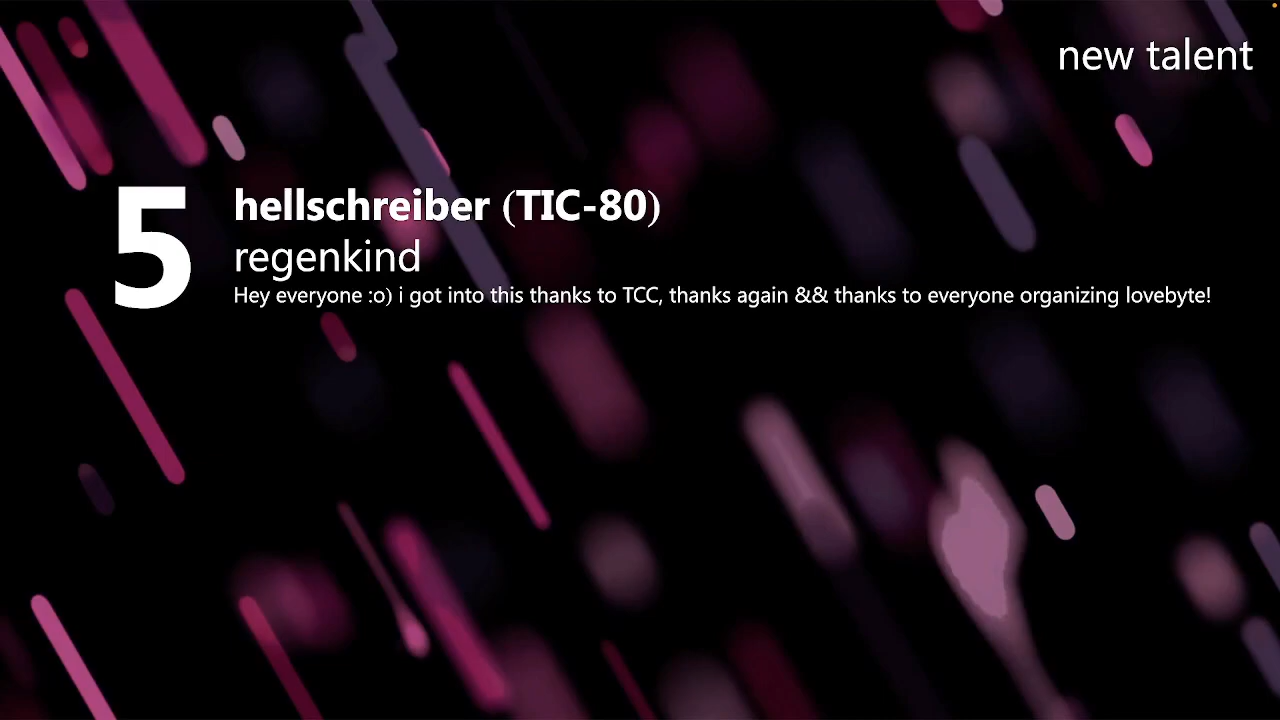 new talent
5
hellschreiber (TIC-80)
regenkind
Hey everyone :o) i got into this thanks to TCC, thanks again && thanks to everyone organizing lovebyte!